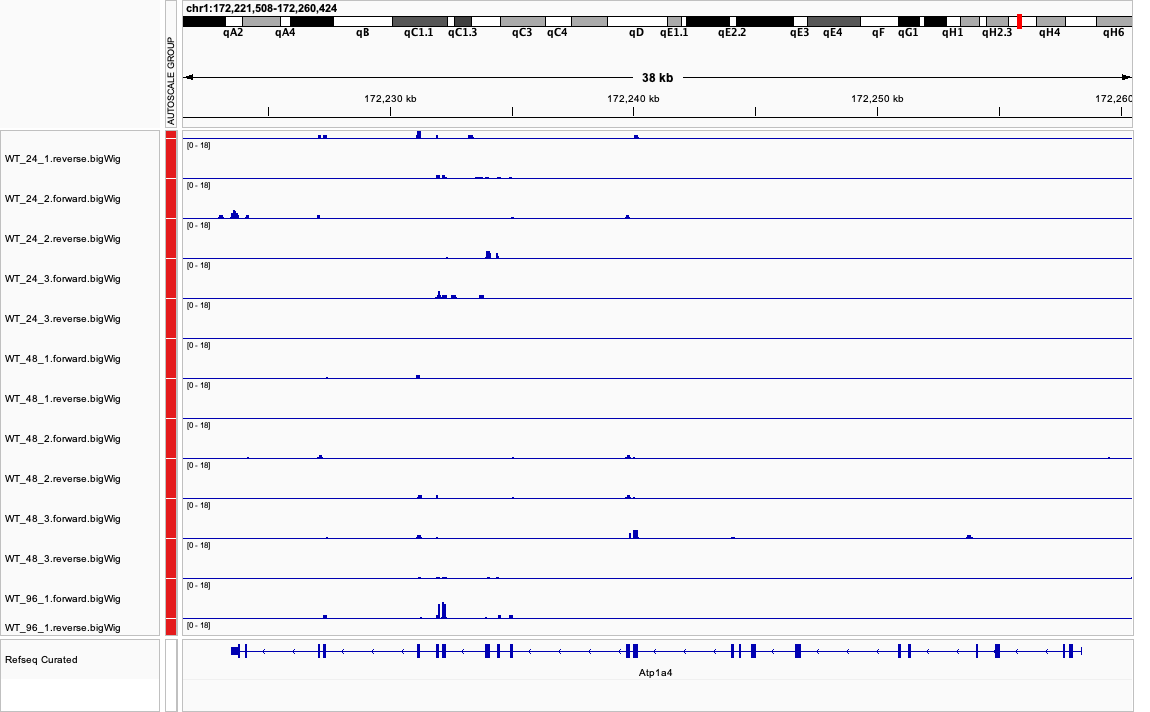 chr1:172,221,508-172,260,424
qA2 qA4 qB qC1.1 qC1.3 qC3 qC4 qD qE1.1 qE2.2 qE3 qE4 qF qG1 qH1 qH2.3 qH4 qH6
AUTOSCALE GROUP
38 kb
172,230 kb 172,240 kb 172,250 kb 172,260
[0 - 18]
WT_24_1.reverse.bigWig
[0 - 18]
WT_24_2.forward.bigWig
[0 - 18]
WT_24_2.reverse.bigWig
[0 - 18]
WT_24_3.forward.bigWig
[0 - 18]
WT_24_3.reverse.bigWig
[0 - 18]
WT_48_1.forward.bigWig
[0 - 18]
WT_48_1.reverse.bigWig
[0 - 18]
WT_48_2.forward.bigWig
[0 - 18]
WT_48_2.reverse.bigWig
[0 - 18]
WT_48_3.forward.bigWig
[0 - 18]
WT_48_3.reverse.bigWig
[0 - 18]
WT_96_1.forward.bigWig
[0 - 18]
WT_96_1.reverse.bigWig
Refseq Curated
Atp1a4